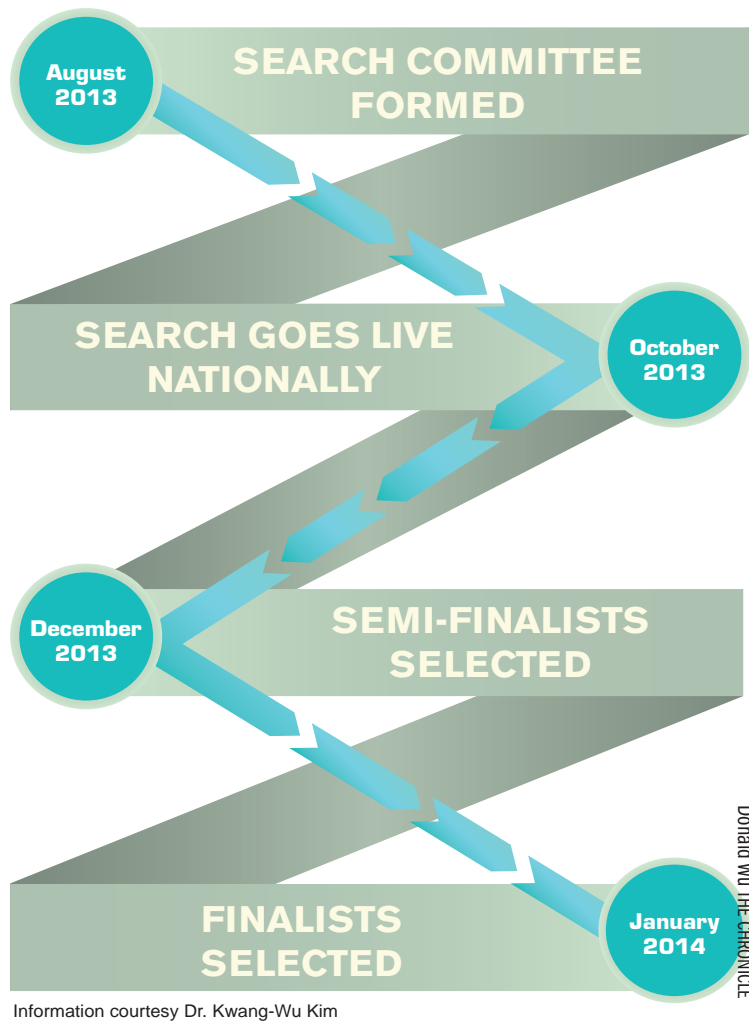 August
2013
SEARCH COMMITTEE
FORMED
SEARCH GOES LIVE
NATIONALLY
October
2013
December
2013
SEMI-FINALISTS
SELECTED
FINALISTS
SELECTED
January
2014
Donald Wu THE CHRONICLE
Information courtesy Dr. Kwang-Wu Kim